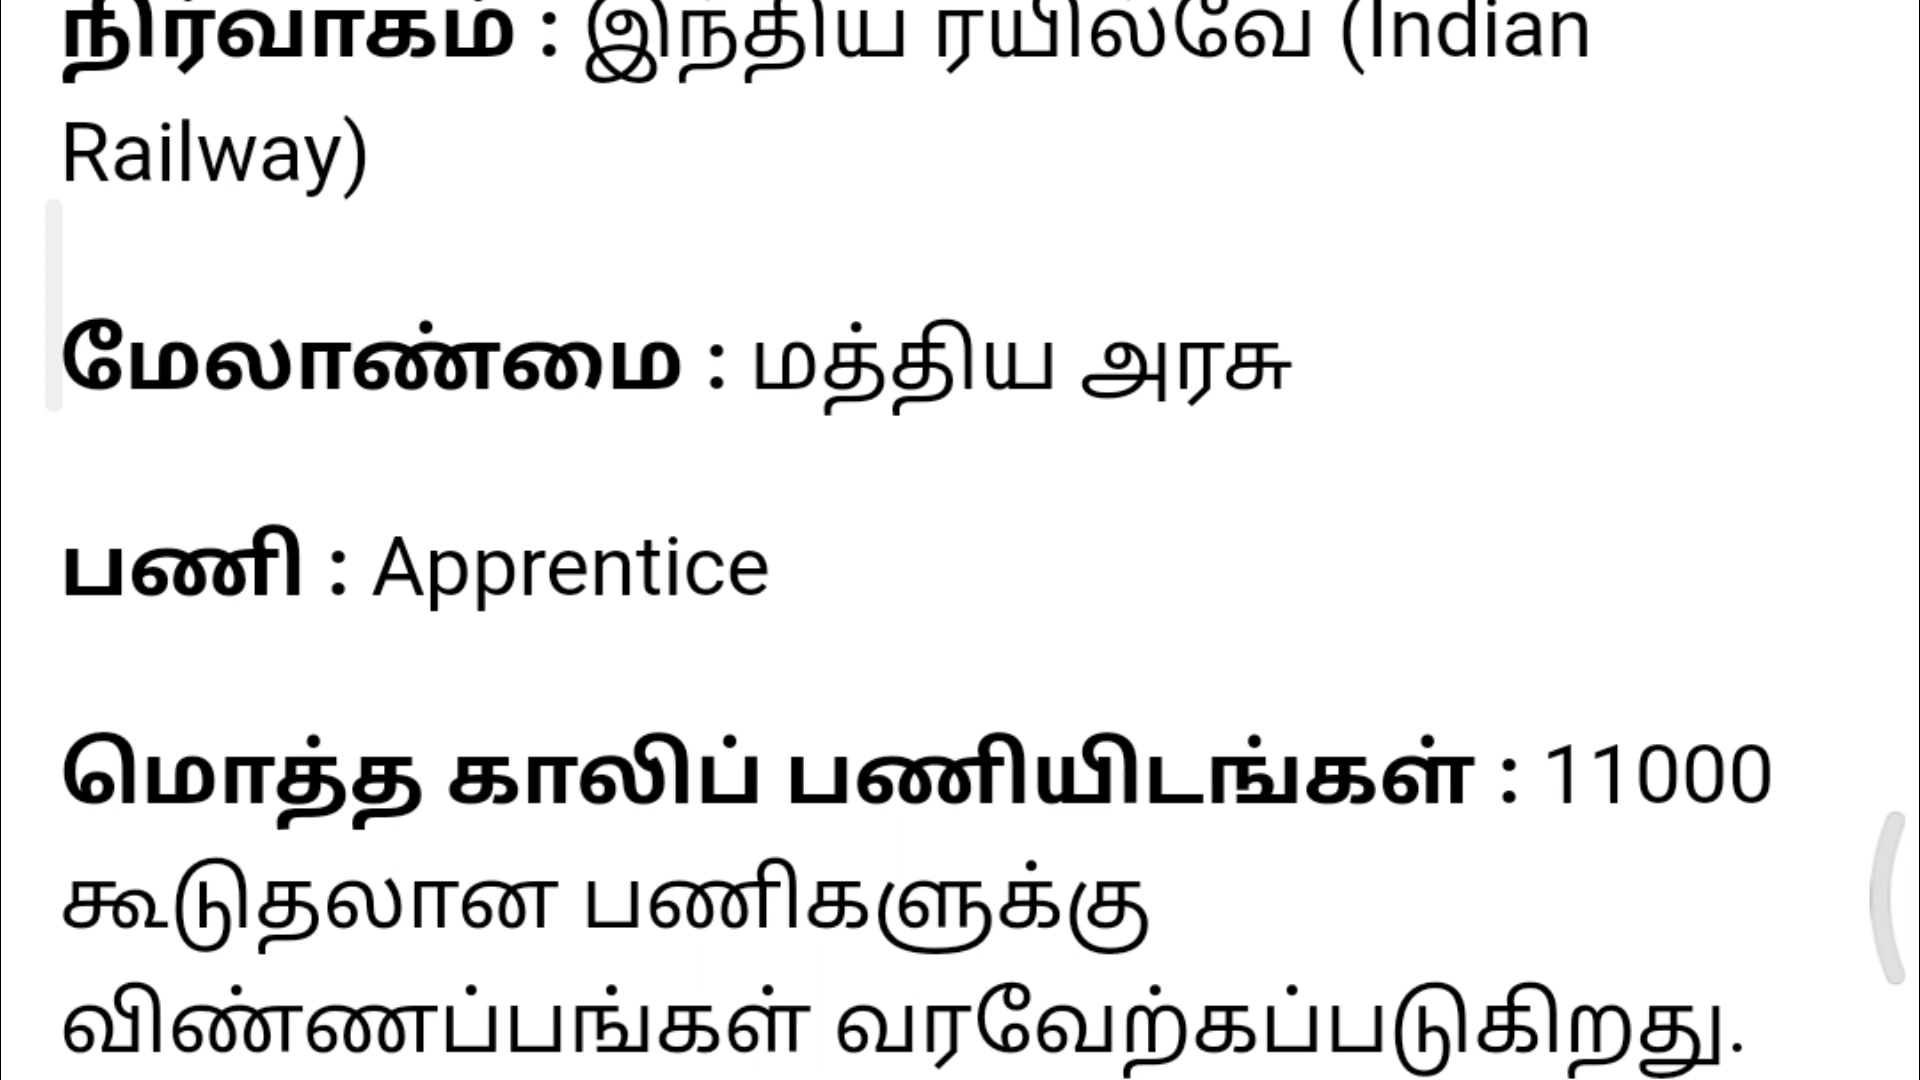 நிர்வாகம் : இந்திய ரயில்வே (Indian
Railway)
மேலாண்மை : மத்திய அரசு
பணி : Apprentice
மொத்த காலிப் பணியிடங்கள் : 11000
கூடுதலான பணிகளுக்கு
விண்ணப்பங்கள் வரவேற்கப்படுகிறது.